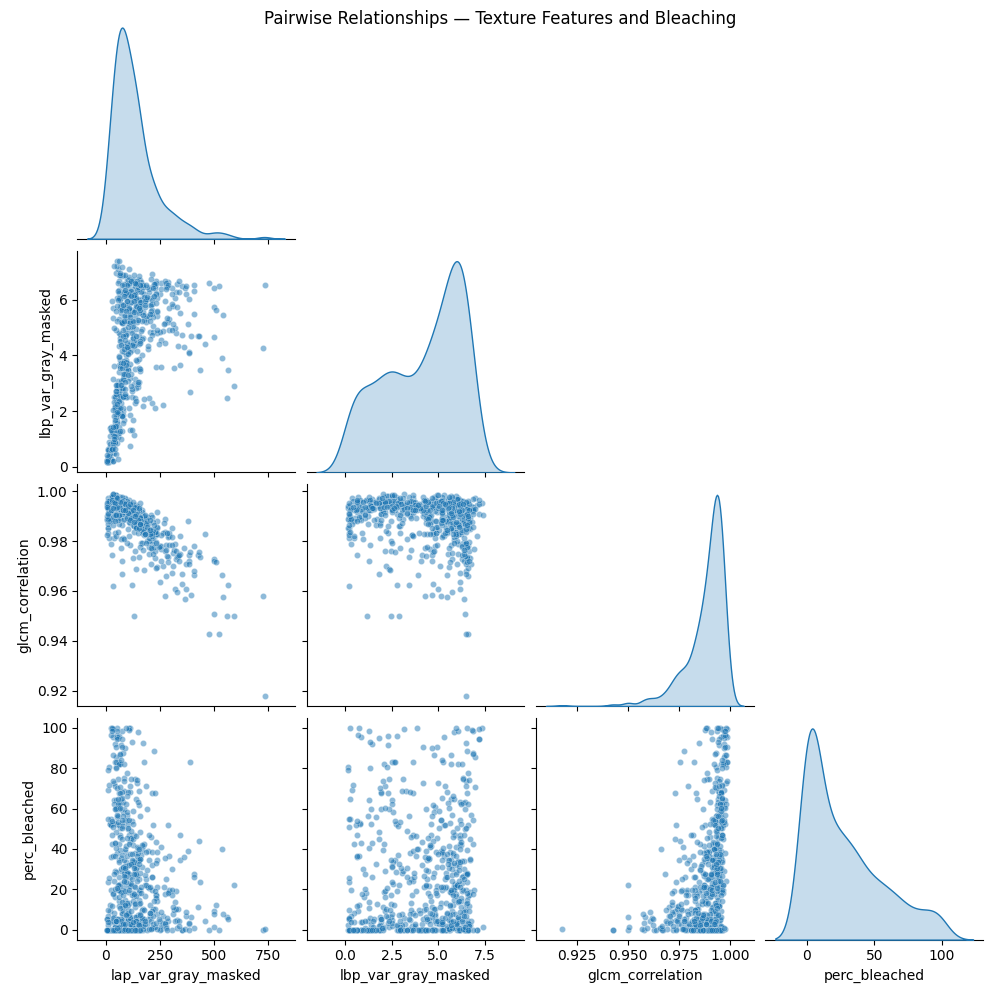 Pairwise Relationships — Texture Features and Bleaching
lbp_var_gray_masked
6
4
2
0
glcm_correlation
1.00
0.98
0.96
0.94
0.92
perc_bleached
100
80
60
40
20
0
0 250 500 750
lap_var_gray_masked
0.0 2.5 5.0 7.5
lbp_var_gray_masked
0.925 0.950 0.975 1.000
glcm_correlation
0 50 100
perc_bleached